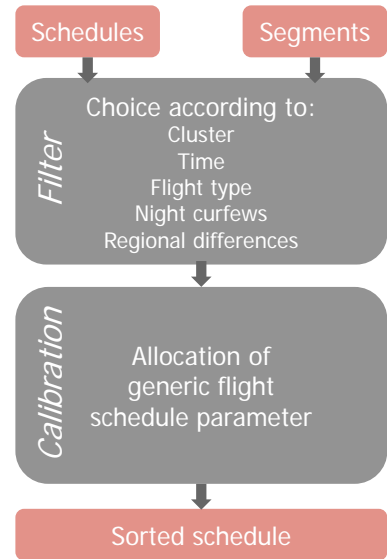 Schedules
Segments
Filter
Choice according to:
Cluster
Time
Flight type
Night curfews
Regional differences
Calibration
Allocation of
generic flight
schedule parameter
Sorted schedule